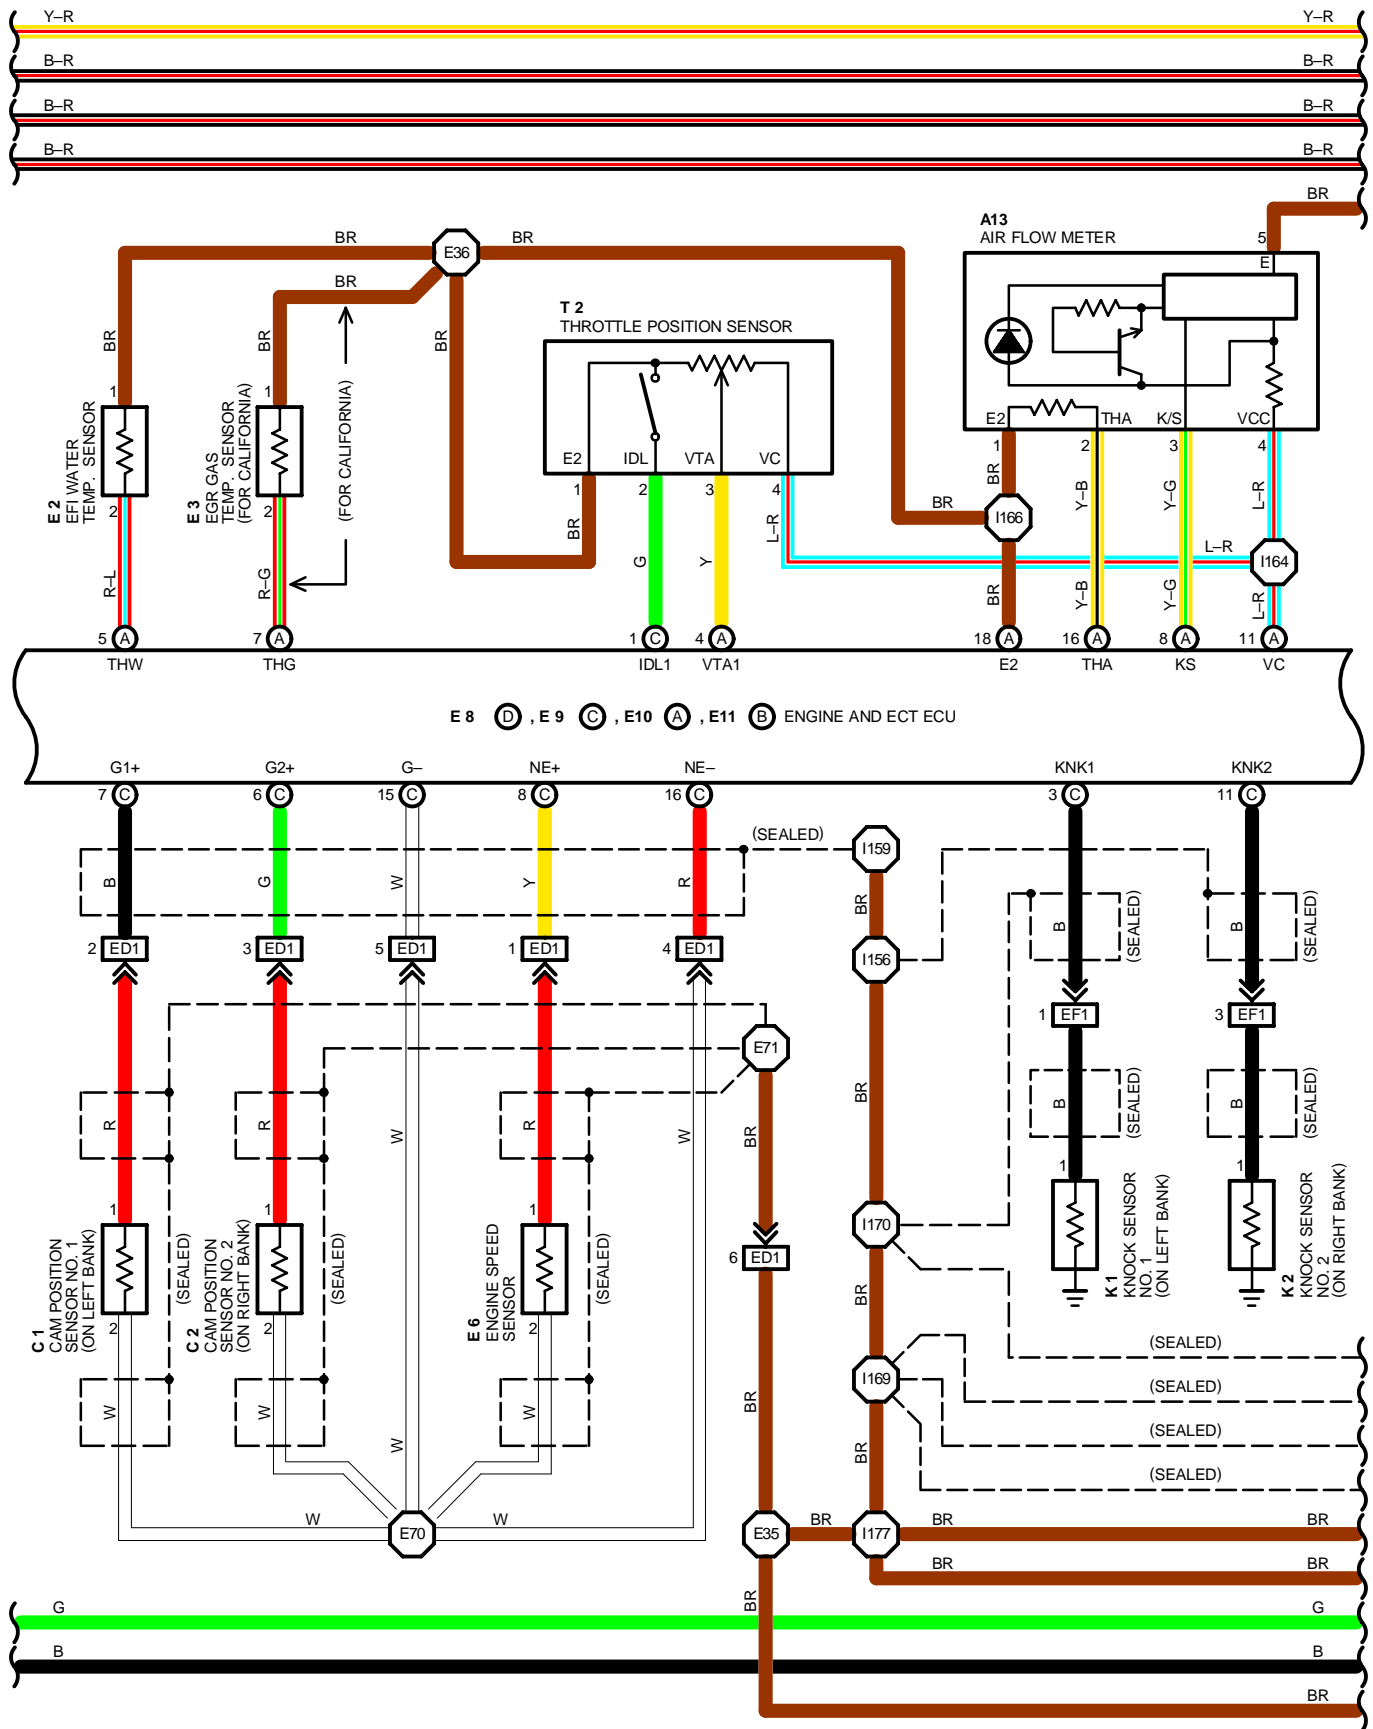 Y–R Y–R
B–R B–R
B–R B–R
B–R B–R
BR
A13
AIR FLOW METER
5
E
BR E36 BR
BR
T 2
THROTTLE POSITION SENSOR
BR BR BR
1 1
(FOR CALIFORNIA)
E2 IDL VTA VC
E2 THA K/S VCC
1 2 3 4
1 2 3 4
E 2
EFI WATER
TEMP. SENSOR
2
E 3
EGR GAS
TEMP. SENSOR
(FOR CALIFORNIA)
2
BR G Y L–R
BR Y–B Y–G L–R
BR I166
L–R I164
R–L R–G
BR Y–B Y–G L–R
5 A 7 A 1 C 4 A 18 A 16 A 8 A 11 A
THW THG IDL1 VTA1 E2 THA KS VC
E 8 D , E 9 C , E10 A , E11 B ENGINE AND ECT ECU
G1+ G2+ G– NE+ NE– KNK1 KNK2
7 C 6 C 15 C 8 C 16 C 3 C 11 C
(SEALED) I159
B G W Y R BR
B (SEALED) B (SEALED)
2 ED1 3 ED1 5 ED1 1 ED1 4 ED1 I156
1 EF1 3 EF1
E71
R R W R W BR BR
B (SEALED) B (SEALED)
1 1 1 1 1
I170
C 1
CAM POSITION
SENSOR NO. 1
(ON LEFT BANK)
(SEALED)
2
C 2
CAM POSITION
SENSOR NO. 2
(ON RIGHT BANK)
(SEALED)
2
E 6
ENGINE SPEED
SENSOR
(SEALED)
2
6 ED1
BR
K 1
KNOCK SENSOR
NO. 1
(ON LEFT BANK)
K 2
KNOCK SENSOR
NO. 2
(ON RIGHT BANK)
(SEALED)
I169 (SEALED)
W W W W BR BR
(SEALED)
(SEALED)
W E70 W E35 BR I177 BR BR
BR BR
BR
G G
B B
BR